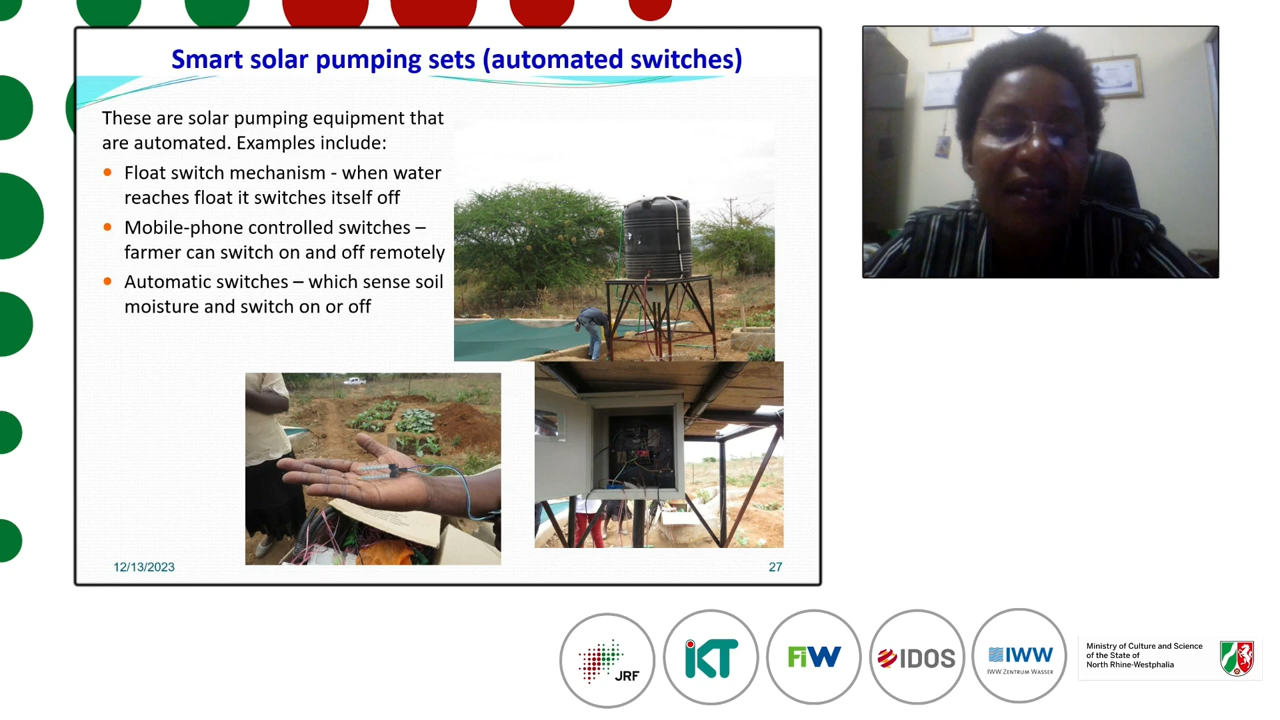 Smart solar pumping sets (automated switches)
These are solar pumping equipment that
are automated. Examples include:
Float switch mechanism - when water
reaches float it switches itself off
Mobile-phone controlled switches –
farmer can switch on and off remotely
Automatic switches – which sense soil
moisture and switch on or off
12/13/2023
27
JRF
iKT
FiW
IDOS
IWW
IWW ZENTRUM WASSER
Ministry of Culture and Science
of the State of
North Rhine-Westphalia